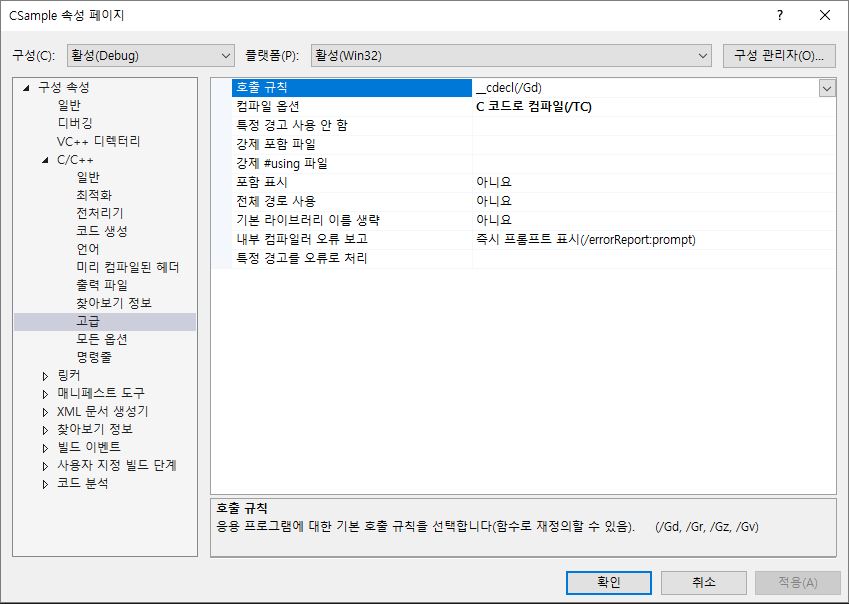 CSample 속성 페이지
구성(C): 활성(Debug) 플랫폼(P): 활성(Win32) 구성 관리자(O)...
구성 속성
일반
디버깅
VC++ 디렉터리
C/C++
일반
최적화
전처리기
코드 생성
언어
미리 컴파일된 헤더
출력 파일
찾아보기 정보
고급
모든 옵션
명령줄
링커
매니페스트 도구
XML 문서 생성기
찾아보기 정보
빌드 이벤트
사용자 지정 빌드 단계
코드 분석
호출 규칙 __cdecl(/Gd)
컴파일 옵션 C 코드로 컴파일(/TC)
특정 경고 사용 안 함
강제 포함 파일
강제 #using 파일
포함 표시 아니요
전체 경로 사용 아니요
기본 라이브러리 이름 생략 아니요
내부 컴파일러 오류 보고 즉시 프롬프트 표시(/errorReport:prompt)
특정 경고를 오류로 처리
호출 규칙
응용 프로그램에 대한 기본 호출 규칙을 선택합니다(함수로 재정의할 수 있음). (/Gd, /Gr, /Gz, /Gv)
확인 취소 적용(A)